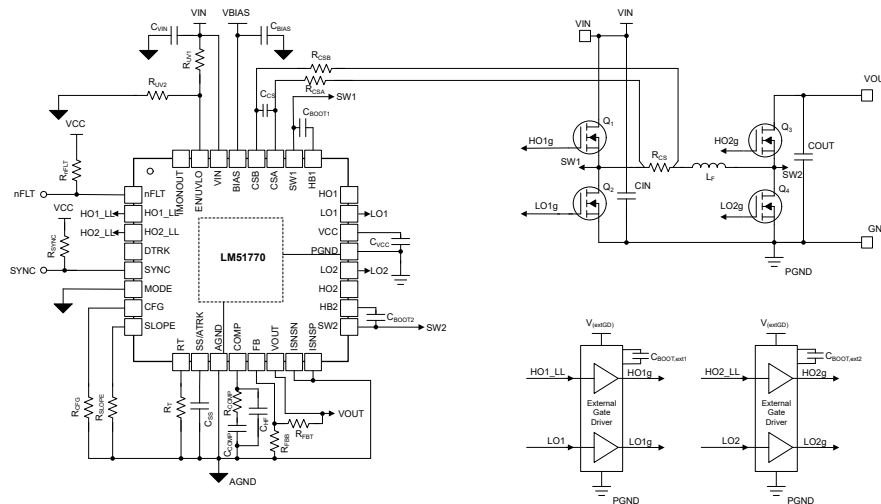 VIN
VBIAS
VIN
VIN
CVIN
CBIAS
RUV1
RCSB
RCSA
RUV2
CCS
SW1
CBOOT1
VCC
RnFLT
nFLT
VCC
HO1_LL
HO2_LL
RSYNC
SYNC
nFLT
HO1_LL
HO2_LL
DTRK
SYNC
MODE
CFG
SLOPE
IMONOUT
EN/UVLO
VIN
BIAS
CSB
CSA
SW1
HB1
LM51770
HO1
LO1
VCC
PGND
LO2
HO2
HB2
SW2
LO1
CVCC
LO2
CBOOT2
SW2
RT
SS/ATRK
AGND
COMP
FB
VOUT
ISNSN
ISNSP
RCFG
RSLOPE
RT
CSS
RCOMP
CCOMP
CHF
RFBB
RFBT
VOUT
AGND
Q1
HO1g
SW1
Q2
LO1g
CIN
RCS
LF
HO2g
Q3
SW2
Q4
LO2g
COUT
VOU
GN
PGND
V(extGD)
CBOOT,ext1
HO1_LL
HO1g
External
Gate
Driver
LO1
LO1g
PGND
V(extGD)
CBOOT,ext2
HO2_LL
HO2g
External
Gate
Driver
LO2
LO2g
PGND